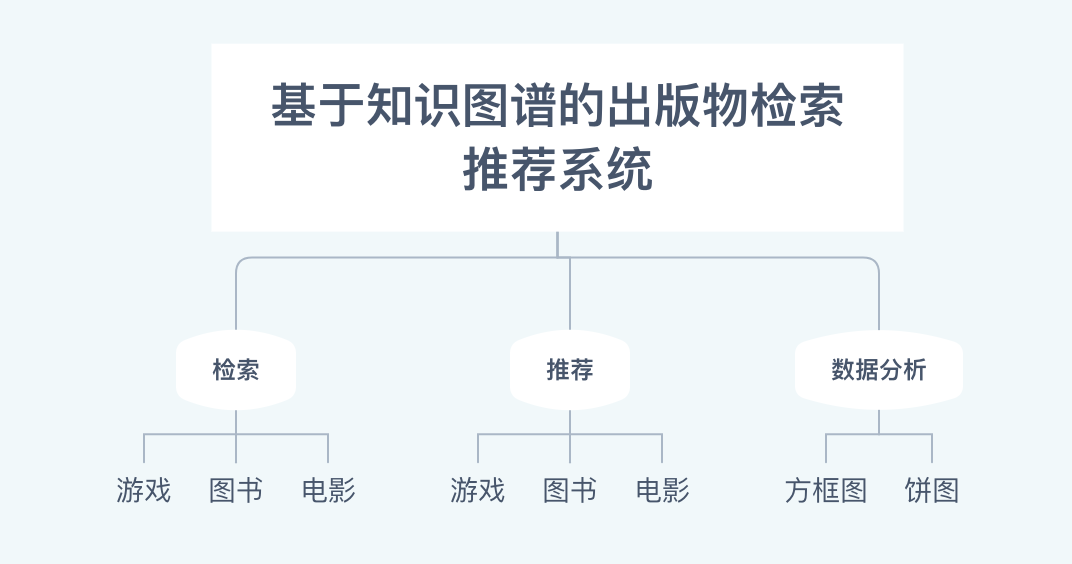 基于知识图谱的出版物检索
推荐系统
检索
推荐
数据分析
游戏
图书
电影
游戏
图书
电影
方框图
饼图